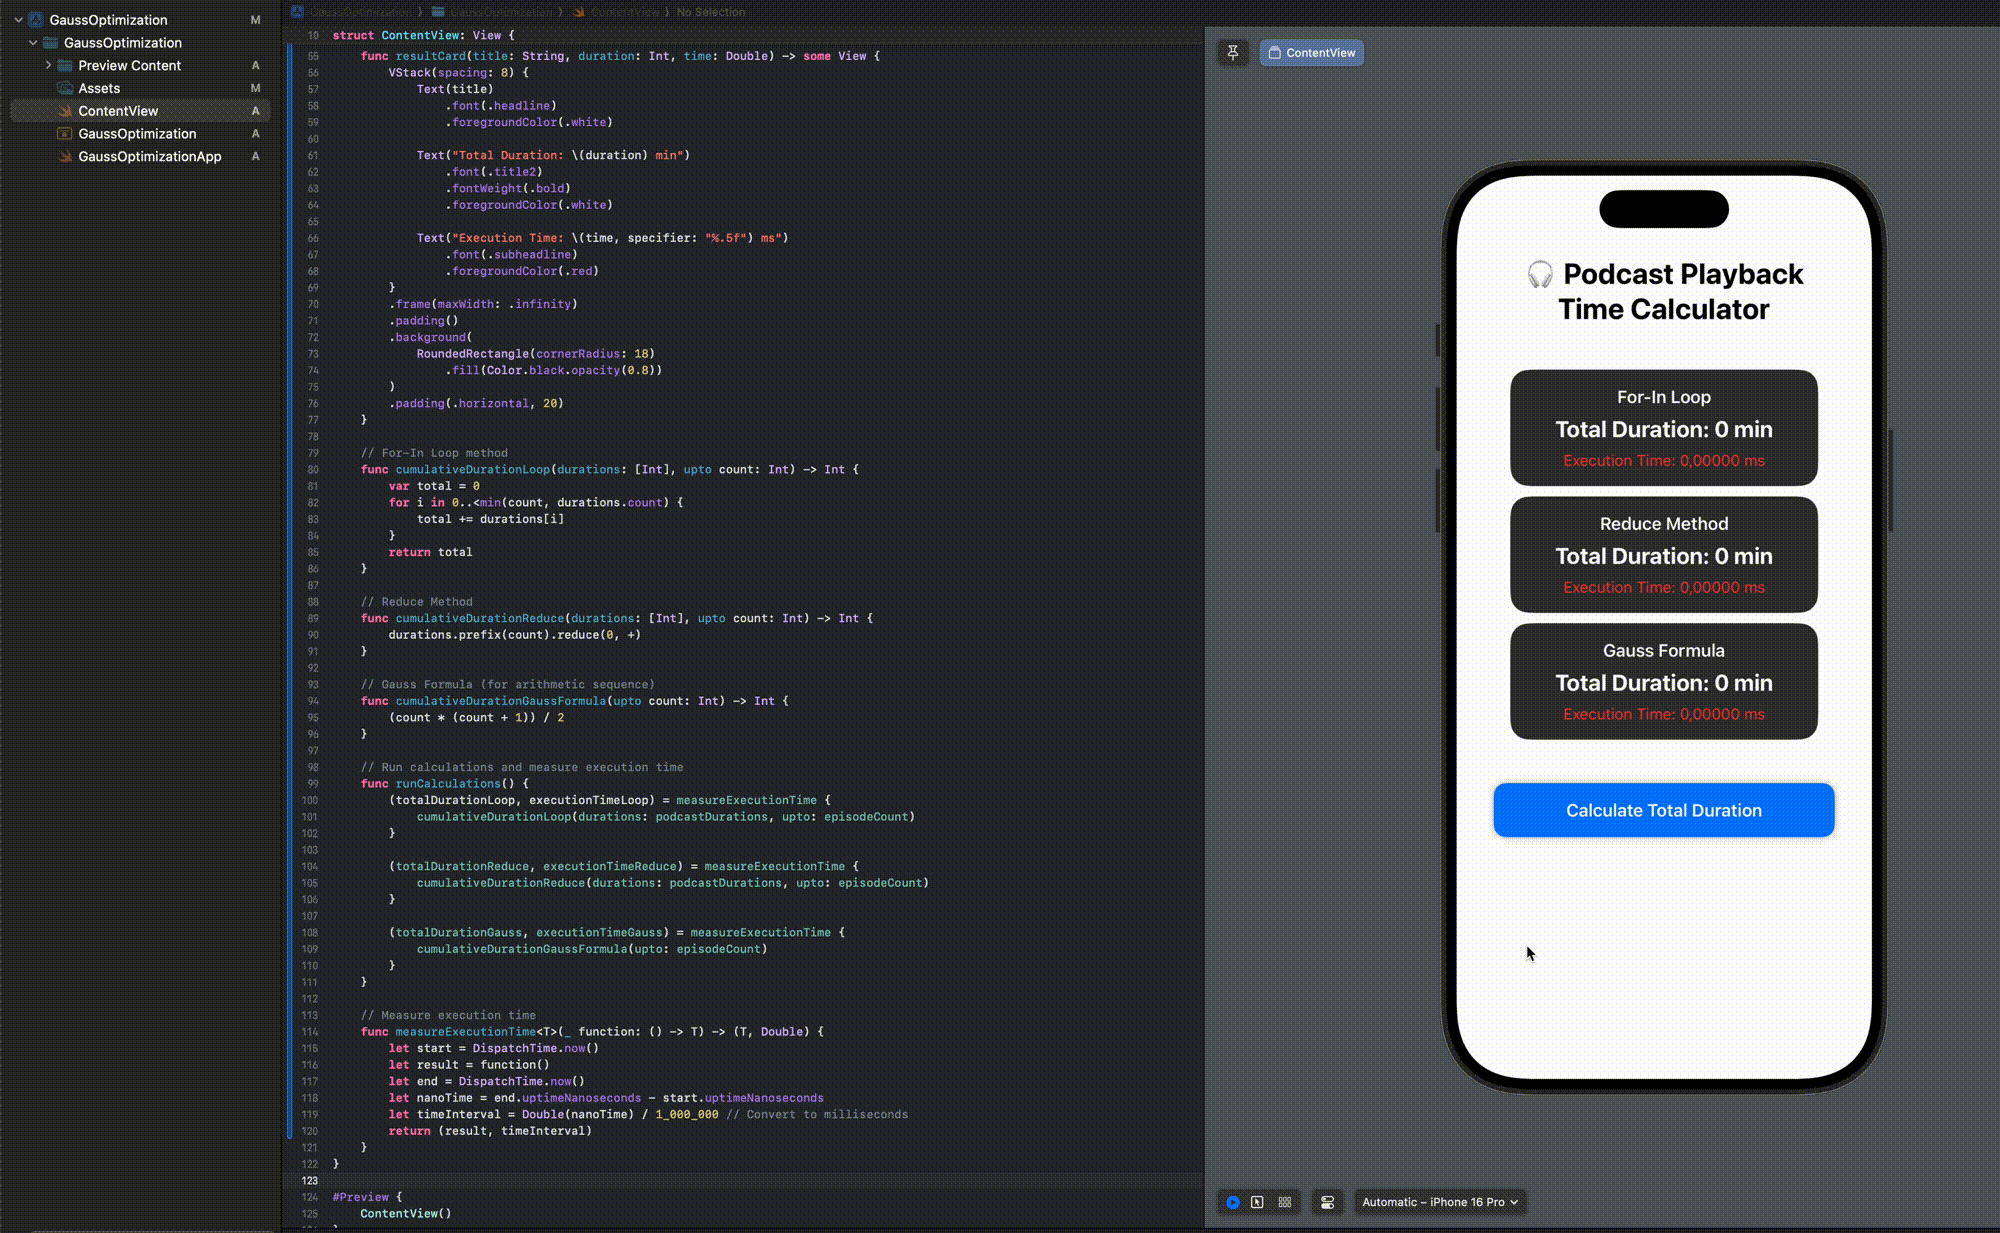 GaussOptimization M
GaussOptimization
Preview Content A
Assets M
ContentView A
GaussOptimization A
GaussOptimizationApp A
GaussOptimization 〉 GaussOptimization 〉 ContentView 〉 No Selection
10 struct ContentView: View {
55 func resultCard(title: String, duration: Int, time: Double) -> some View {
56 VStack(spacing: 8) {
57 Text(title)
58 .font(.headline)
59 .foregroundColor(.white)
60
61 Text("Total Duration: \(duration) min")
62 .font(.title2)
63 .fontWeight(.bold)
64 .foregroundColor(.white)
65
66 Text("Execution Time: \(time, specifier: "%.5f") ms")
67 .font(.subheadline)
68 .foregroundColor(.red)
69 }
70 .frame(maxWidth: .infinity)
71 .padding()
72 .background(
73 RoundedRectangle(cornerRadius: 18)
74 .fill(Color.black.opacity(0.8))
75 )
76 .padding(.horizontal, 20)
77 }
78
79 // For-In Loop method
80 func cumulativeDurationLoop(durations: [Int], upto count: Int) -> Int {
81 var total = 0
82 for i in 0..<min(count, durations.count) {
83 total += durations[i]
84 }
85 return total
86 }
87
88 // Reduce Method
89 func cumulativeDurationReduce(durations: [Int], upto count: Int) -> Int {
90 durations.prefix(count).reduce(0, +)
91 }
92
93 // Gauss Formula (for arithmetic sequence)
94 func cumulativeDurationGaussFormula(upto count: Int) -> Int {
95 (count * (count + 1)) / 2
96 }
97
98 // Run calculations and measure execution time
99 func runCalculations() {
100 (totalDurationLoop, executionTimeLoop) = measureExecutionTime {
101 cumulativeDurationLoop(durations: podcastDurations, upto: episodeCount)
102 }
103
104 (totalDurationReduce, executionTimeReduce) = measureExecutionTime {
105 cumulativeDurationReduce(durations: podcastDurations, upto: episodeCount)
106 }
107
108 (totalDurationGauss, executionTimeGauss) = measureExecutionTime {
109 cumulativeDurationGaussFormula(upto: episodeCount)
110 }
111 }
112
113 // Measure execution time
114 func measureExecutionTime<T>(_ function: () -> T) -> (T, Double) {
115 let start = DispatchTime.now()
116 let result = function()
117 let end = DispatchTime.now()
118 let nanoTime = end.uptimeNanoseconds - start.uptimeNanoseconds
119 let timeInterval = Double(nanoTime) / 1_000_000 // Convert to milliseconds
120 return (result, timeInterval)
121 }
122 }
123
124 #Preview {
125 ContentView()
ContentView
🎧 Podcast Playback
Time Calculator
For-In Loop
Total Duration: 0 min
Execution Time: 0,00000 ms
Reduce Method
Total Duration: 0 min
Execution Time: 0,00000 ms
Gauss Formula
Total Duration: 0 min
Execution Time: 0,00000 ms
Calculate Total Duration
Automatic – iPhone 16 Pro